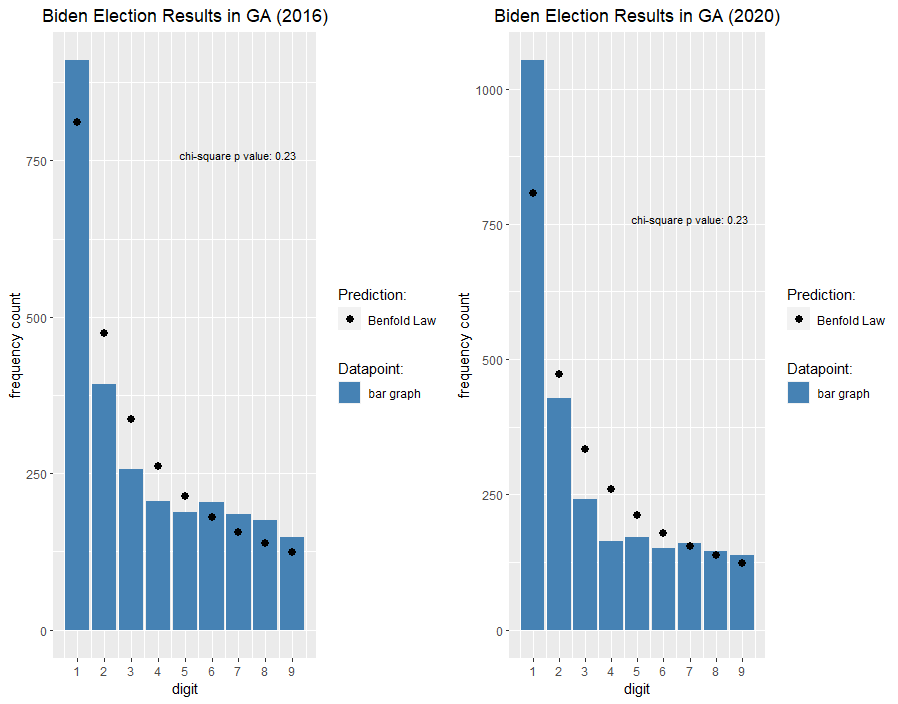 Biden Election Results in GA (2016)
frequency count
750
500
250
0
chi-square p value: 0.23
1 2 3 4 5 6 7 8 9
digit
Prediction:
Benfold Law
Datapoint:
bar graph
Biden Election Results in GA (2020)
frequency count
1000
750
500
250
0
chi-square p value: 0.23
1 2 3 4 5 6 7 8 9
digit
Prediction:
Benfold Law
Datapoint:
bar graph